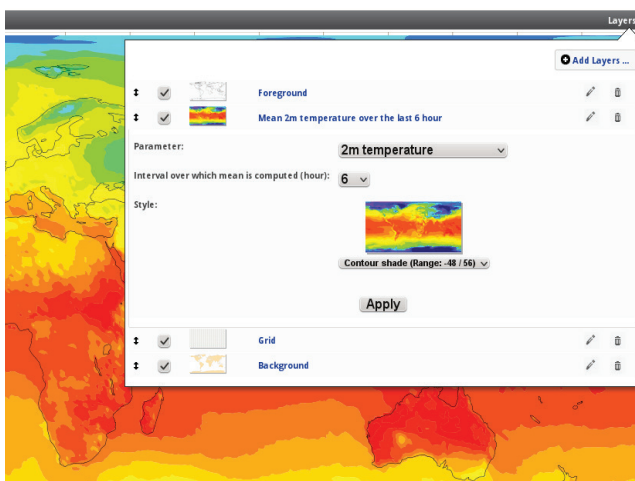 Layers
Add Layers ...
Foreground
Mean 2m temperature over the last 6 hour
Parameter:
2m temperature
Interval over which mean is computed (hour):
6
Style:
Contour shade (Range: -48 / 56)
Apply
Grid
Background